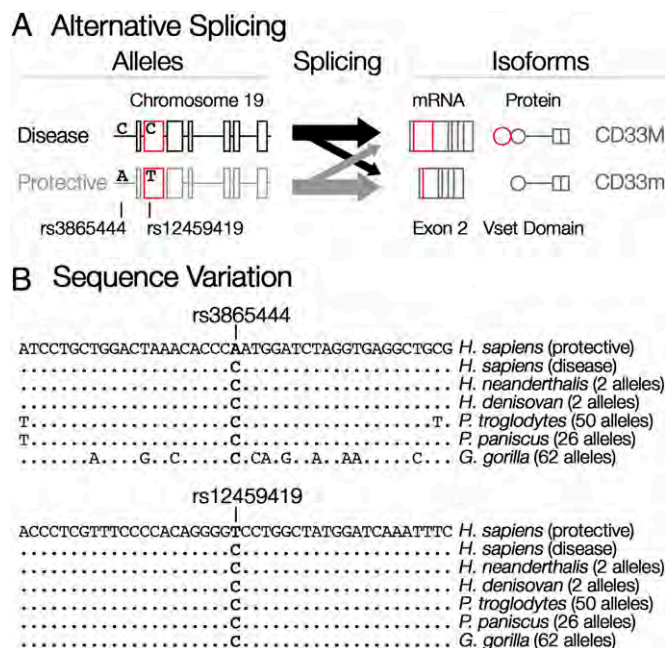 A Alternative Splicing
Alleles Splicing Isoforms
Chromosome 19 mRNA Protein
Disease C C CD33M
Protective A T CD33m
rs3865444 rs12459419 Exon 2 Vset Domain
B Sequence Variation
rs3865444
ATCCTGCTGGACTAAACACCCAATGGATCTAGGTGAGGCTGCG H. sapiens (protective)
.....................C..................... H. sapiens (disease)
.....................C..................... H. neanderthalis (2 alleles)
.....................C..................... H. denisovan (2 alleles)
T....................C...................T. P. troglodytes (50 alleles)
T....................C..................... P. paniscus (26 alleles)
.......A....G..C.....C.CA.G..A...AA.....C... G. gorilla (62 alleles)
rs12459419
ACCCTCGTTTCCCCACAGGGGTCCTGGCTATGGATCAAATTTC H. sapiens (protective)
.....................C..................... H. sapiens (disease)
.....................C..................... H. neanderthalis (2 alleles)
.....................C..................... H. denisovan (2 alleles)
.....................C..................... P. troglodytes (50 alleles)
.....................C..................... P. paniscus (26 alleles)
.....................C..................... G. gorilla (62 alleles)